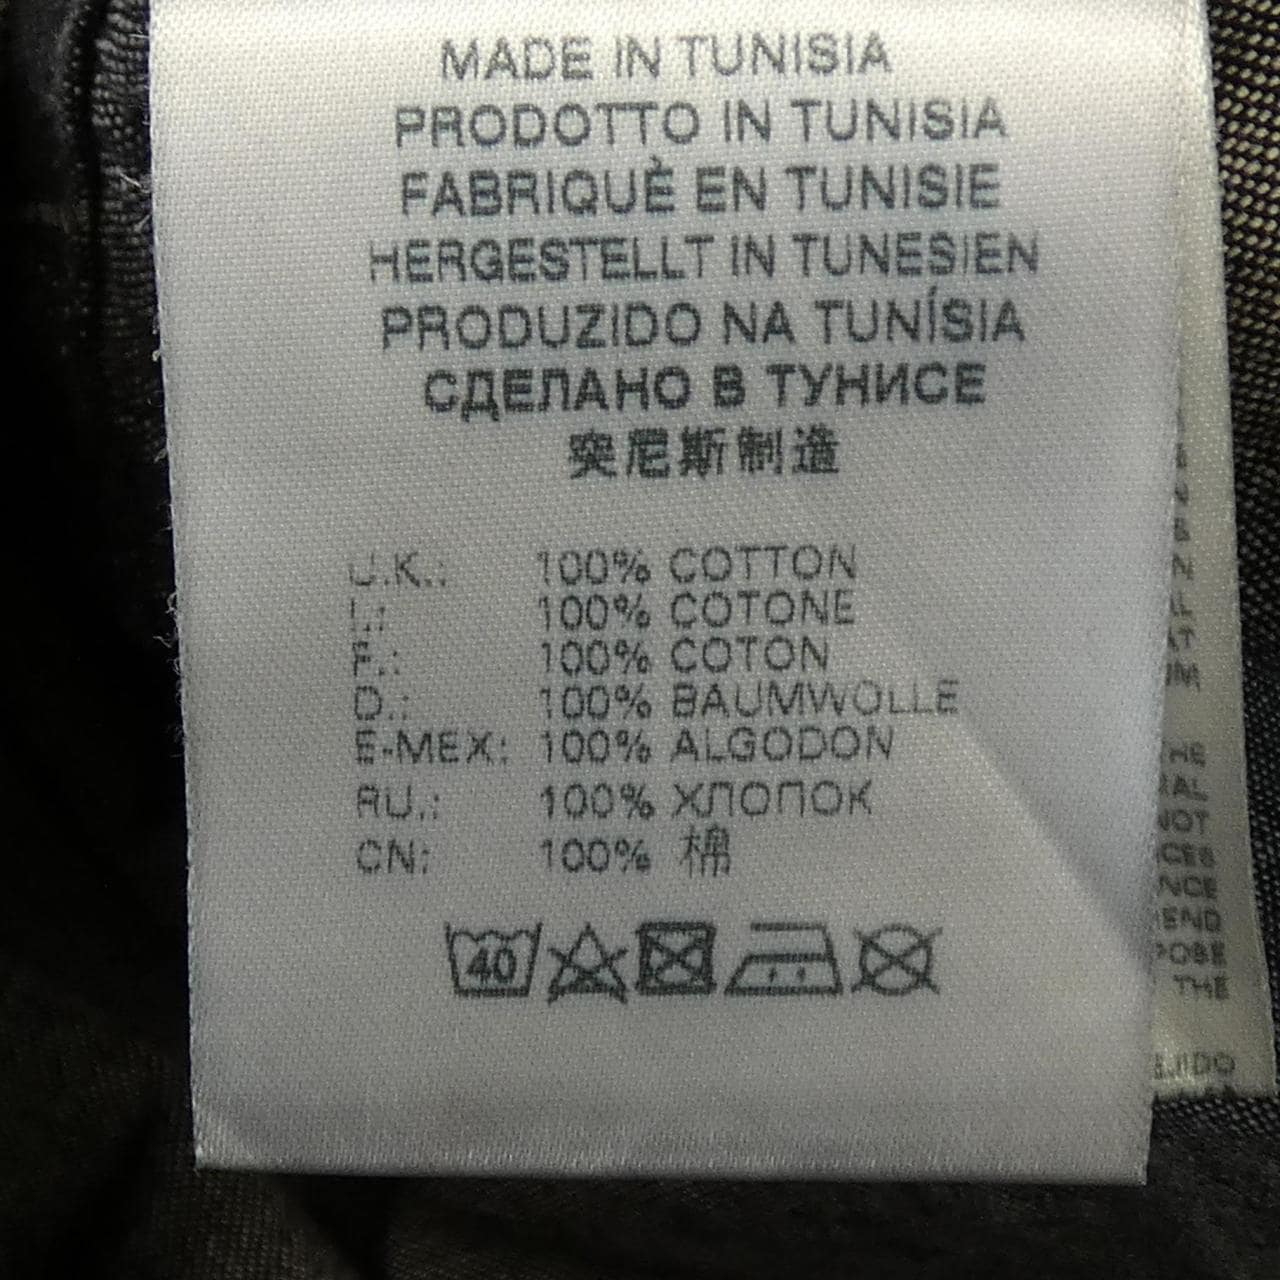 MADE IN TUNISIA
PRODOTTO IN TUNISIA
FABRIQUÈ EN TUNISIE
HERGESTELLT IN TUNESIEN
PRODUZIDO NA TUNÍSIA
СДЕЛАНО В ТУНИСЕ
突尼斯制造
U.K.: 100% COTTON
I.: 100% COTONE
F.: 100% COTON
D.: 100% BAUMWOLLE
E-MEX: 100% ALGODON
RU.: 100% ХЛОПОК
CN: 100% 棉
40
THE